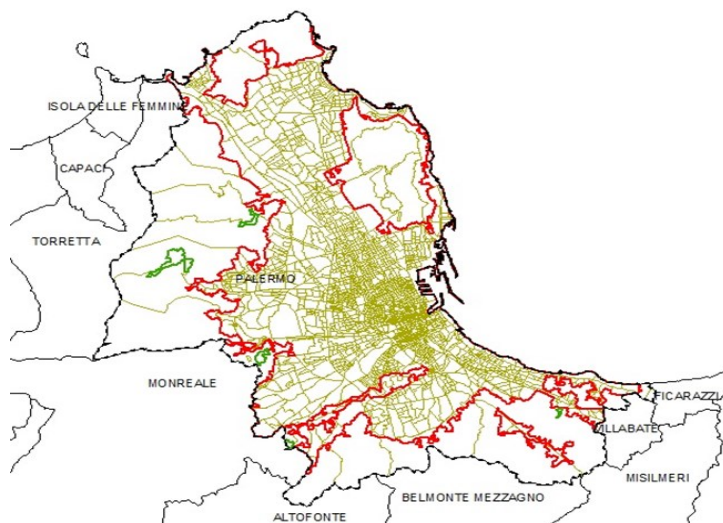 ISOLA DELLE FEMMINE
CAPACI
TORRETTA
PALERMO
MONREALE
FICARAZZI
VILLABATE
MISILMERI
BELMONTE MEZZAGNO
ALTOFONTE